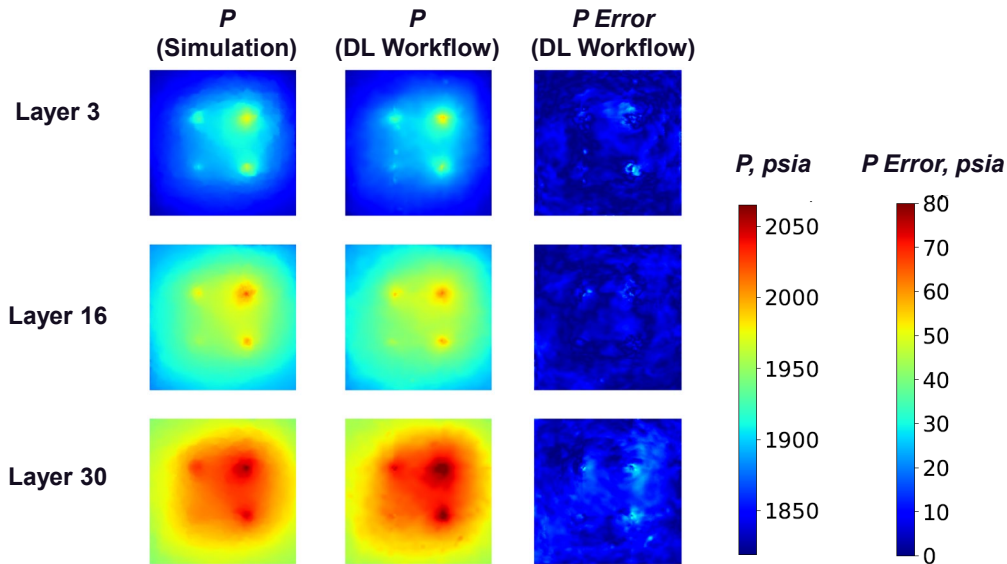 P
(Simulation)
P
(DL Workflow)
P Error
(DL Workflow)
Layer 3
Layer 16
Layer 30
P, psia
2050
2000
1950
1900
1850
P Error, psia
80
70
60
50
40
30
20
10
0